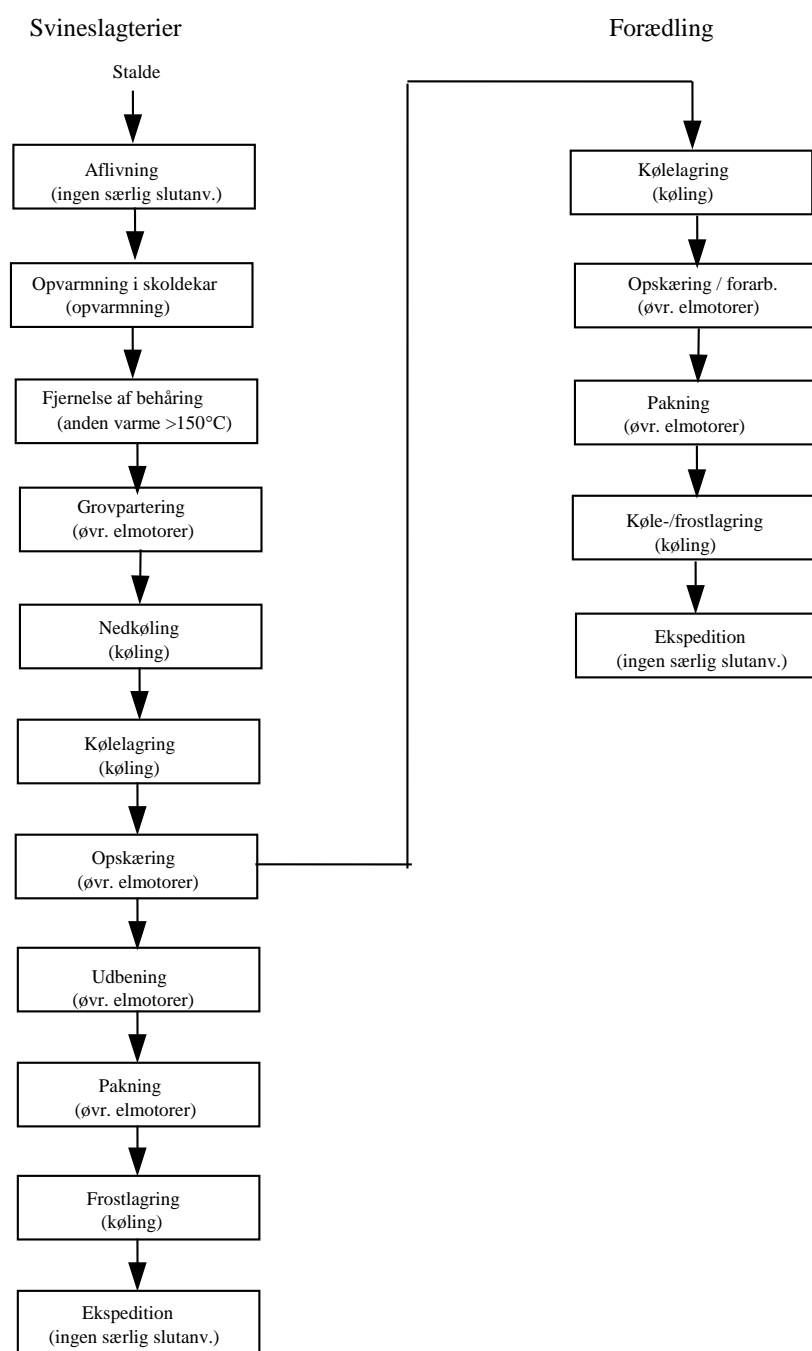 Svineslagterier
Stalde
Aflivning
(ingen særlig slutanv.)
Opvarmning i skoldekar
(opvarmning)
Fjernelse af behåring
(anden varme >150°C)
Grovpartering
(øvr. elmotorer)
Nedkøling
(køling)
Kølelagring
(køling)
Opskæring
(øvr. elmotorer)
Udbening
(øvr. elmotorer)
Pakning
(øvr. elmotorer)
Frostlagring
(køling)
Ekspedition
(ingen særlig slutanv.)
Forædling
Kølelagring
(køling)
Opskæring / forarb.
(øvr. elmotorer)
Pakning
(øvr. elmotorer)
Køle-/frostlagring
(køling)
Ekspedition
(ingen særlig slutanv.)